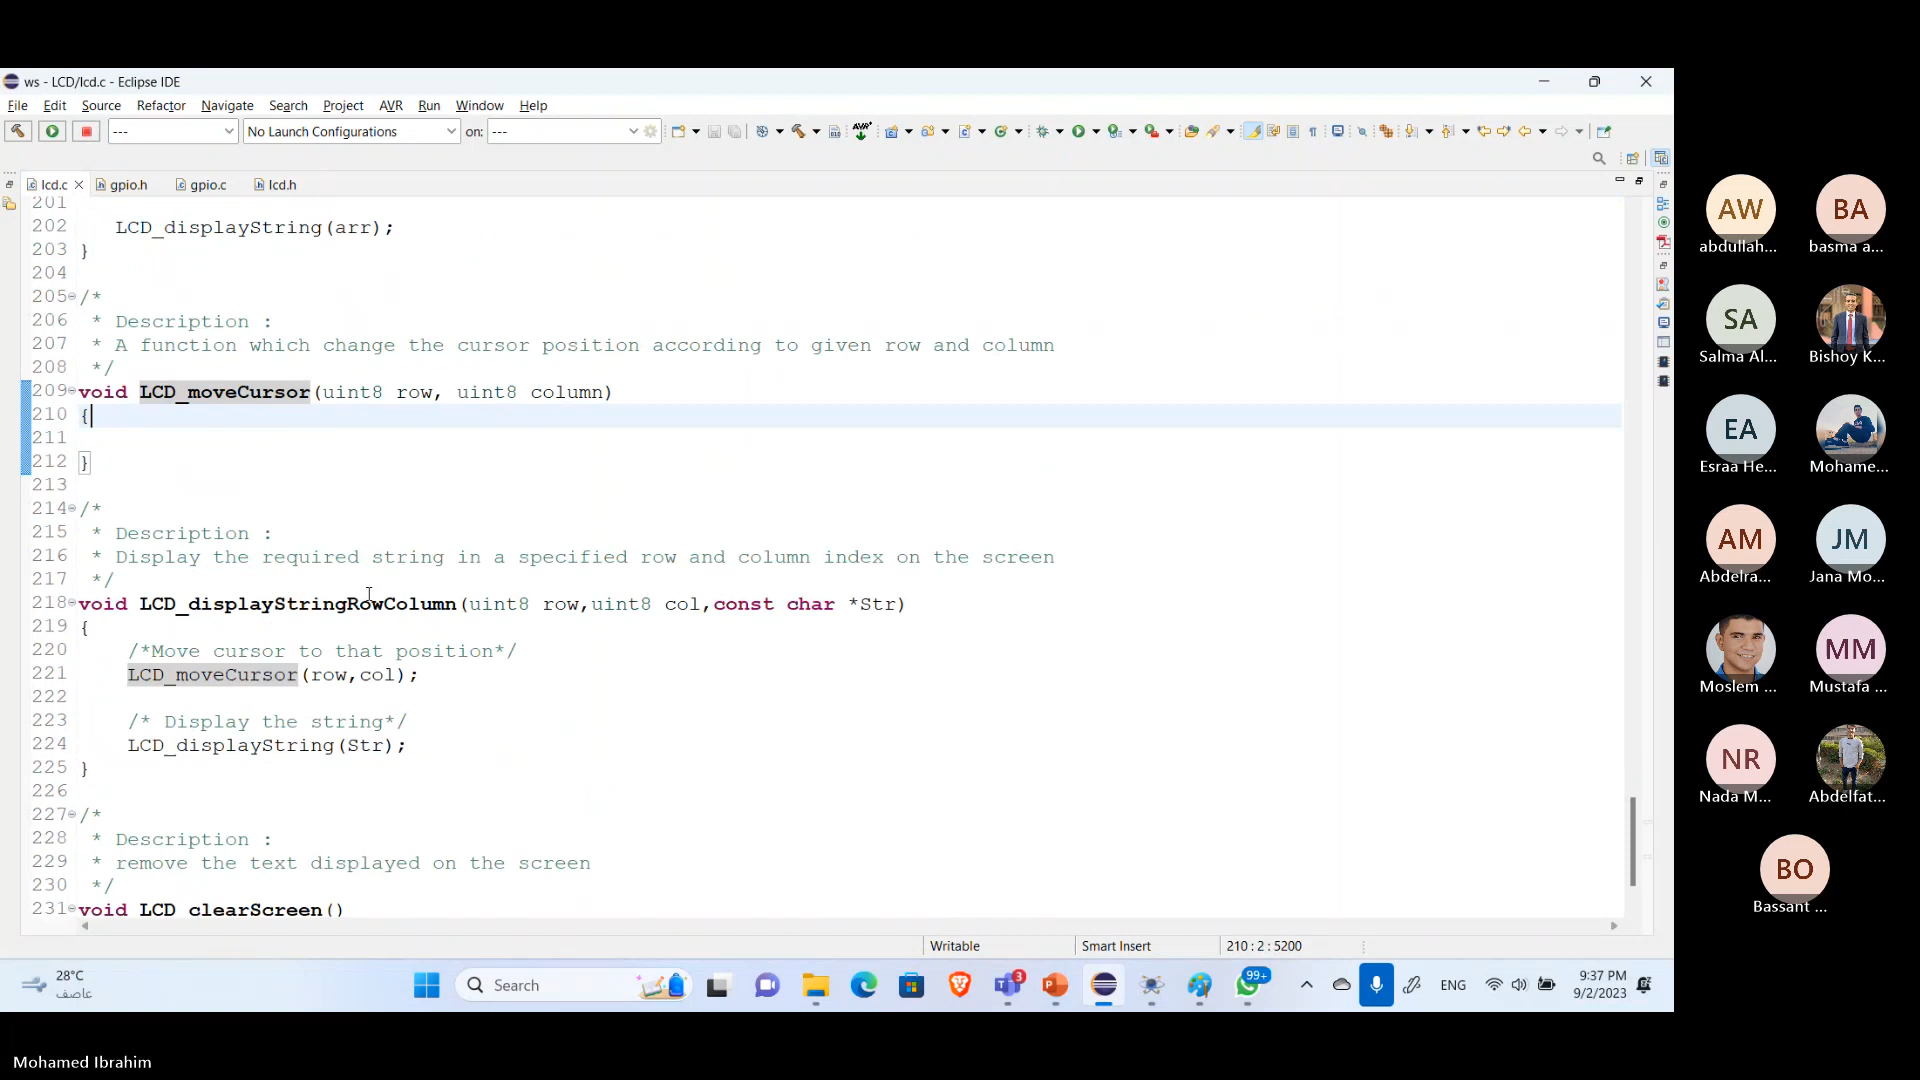 ws - LCD/lcd.c - Eclipse IDE
File Edit Source Refactor Navigate Search Project AVR Run Window Help
--- No Launch Configurations on: ---
lcd.c gpio.h gpio.c lcd.h
201
202 LCD_displayString(arr);
203 }
204
205 /*
206 * Description :
207 * A function which change the cursor position according to given row and column
208 */
209 void LCD_moveCursor(uint8 row, uint8 column)
210 {
211
212 }
213
214 /*
215 * Description :
216 * Display the required string in a specified row and column index on the screen
217 */
218 void LCD_displayStringRowColumn(uint8 row,uint8 col,const char *Str)
219 {
220 /*Move cursor to that position*/
221 LCD_moveCursor(row,col);
222
223 /* Display the string*/
224 LCD_displayString(Str);
225 }
226
227 /*
228 * Description :
229 * remove the text displayed on the screen
230 */
231 void LCD clearScreen()
Writable Smart Insert 210 : 2 : 5200
28°C
عاصف
Search
3
99+
ENG
9:37 PM
9/2/2023
AW
abdullah...
BA
basma a...
SA
Salma Al...
Bishoy K...
EA
Esraa He...
Mohame...
AM
Abdelra...
JM
Jana Mo...
Moslem ...
MM
Mustafa ...
NR
Nada M...
Abdelfat...
BO
Bassant ...
Mohamed Ibrahim